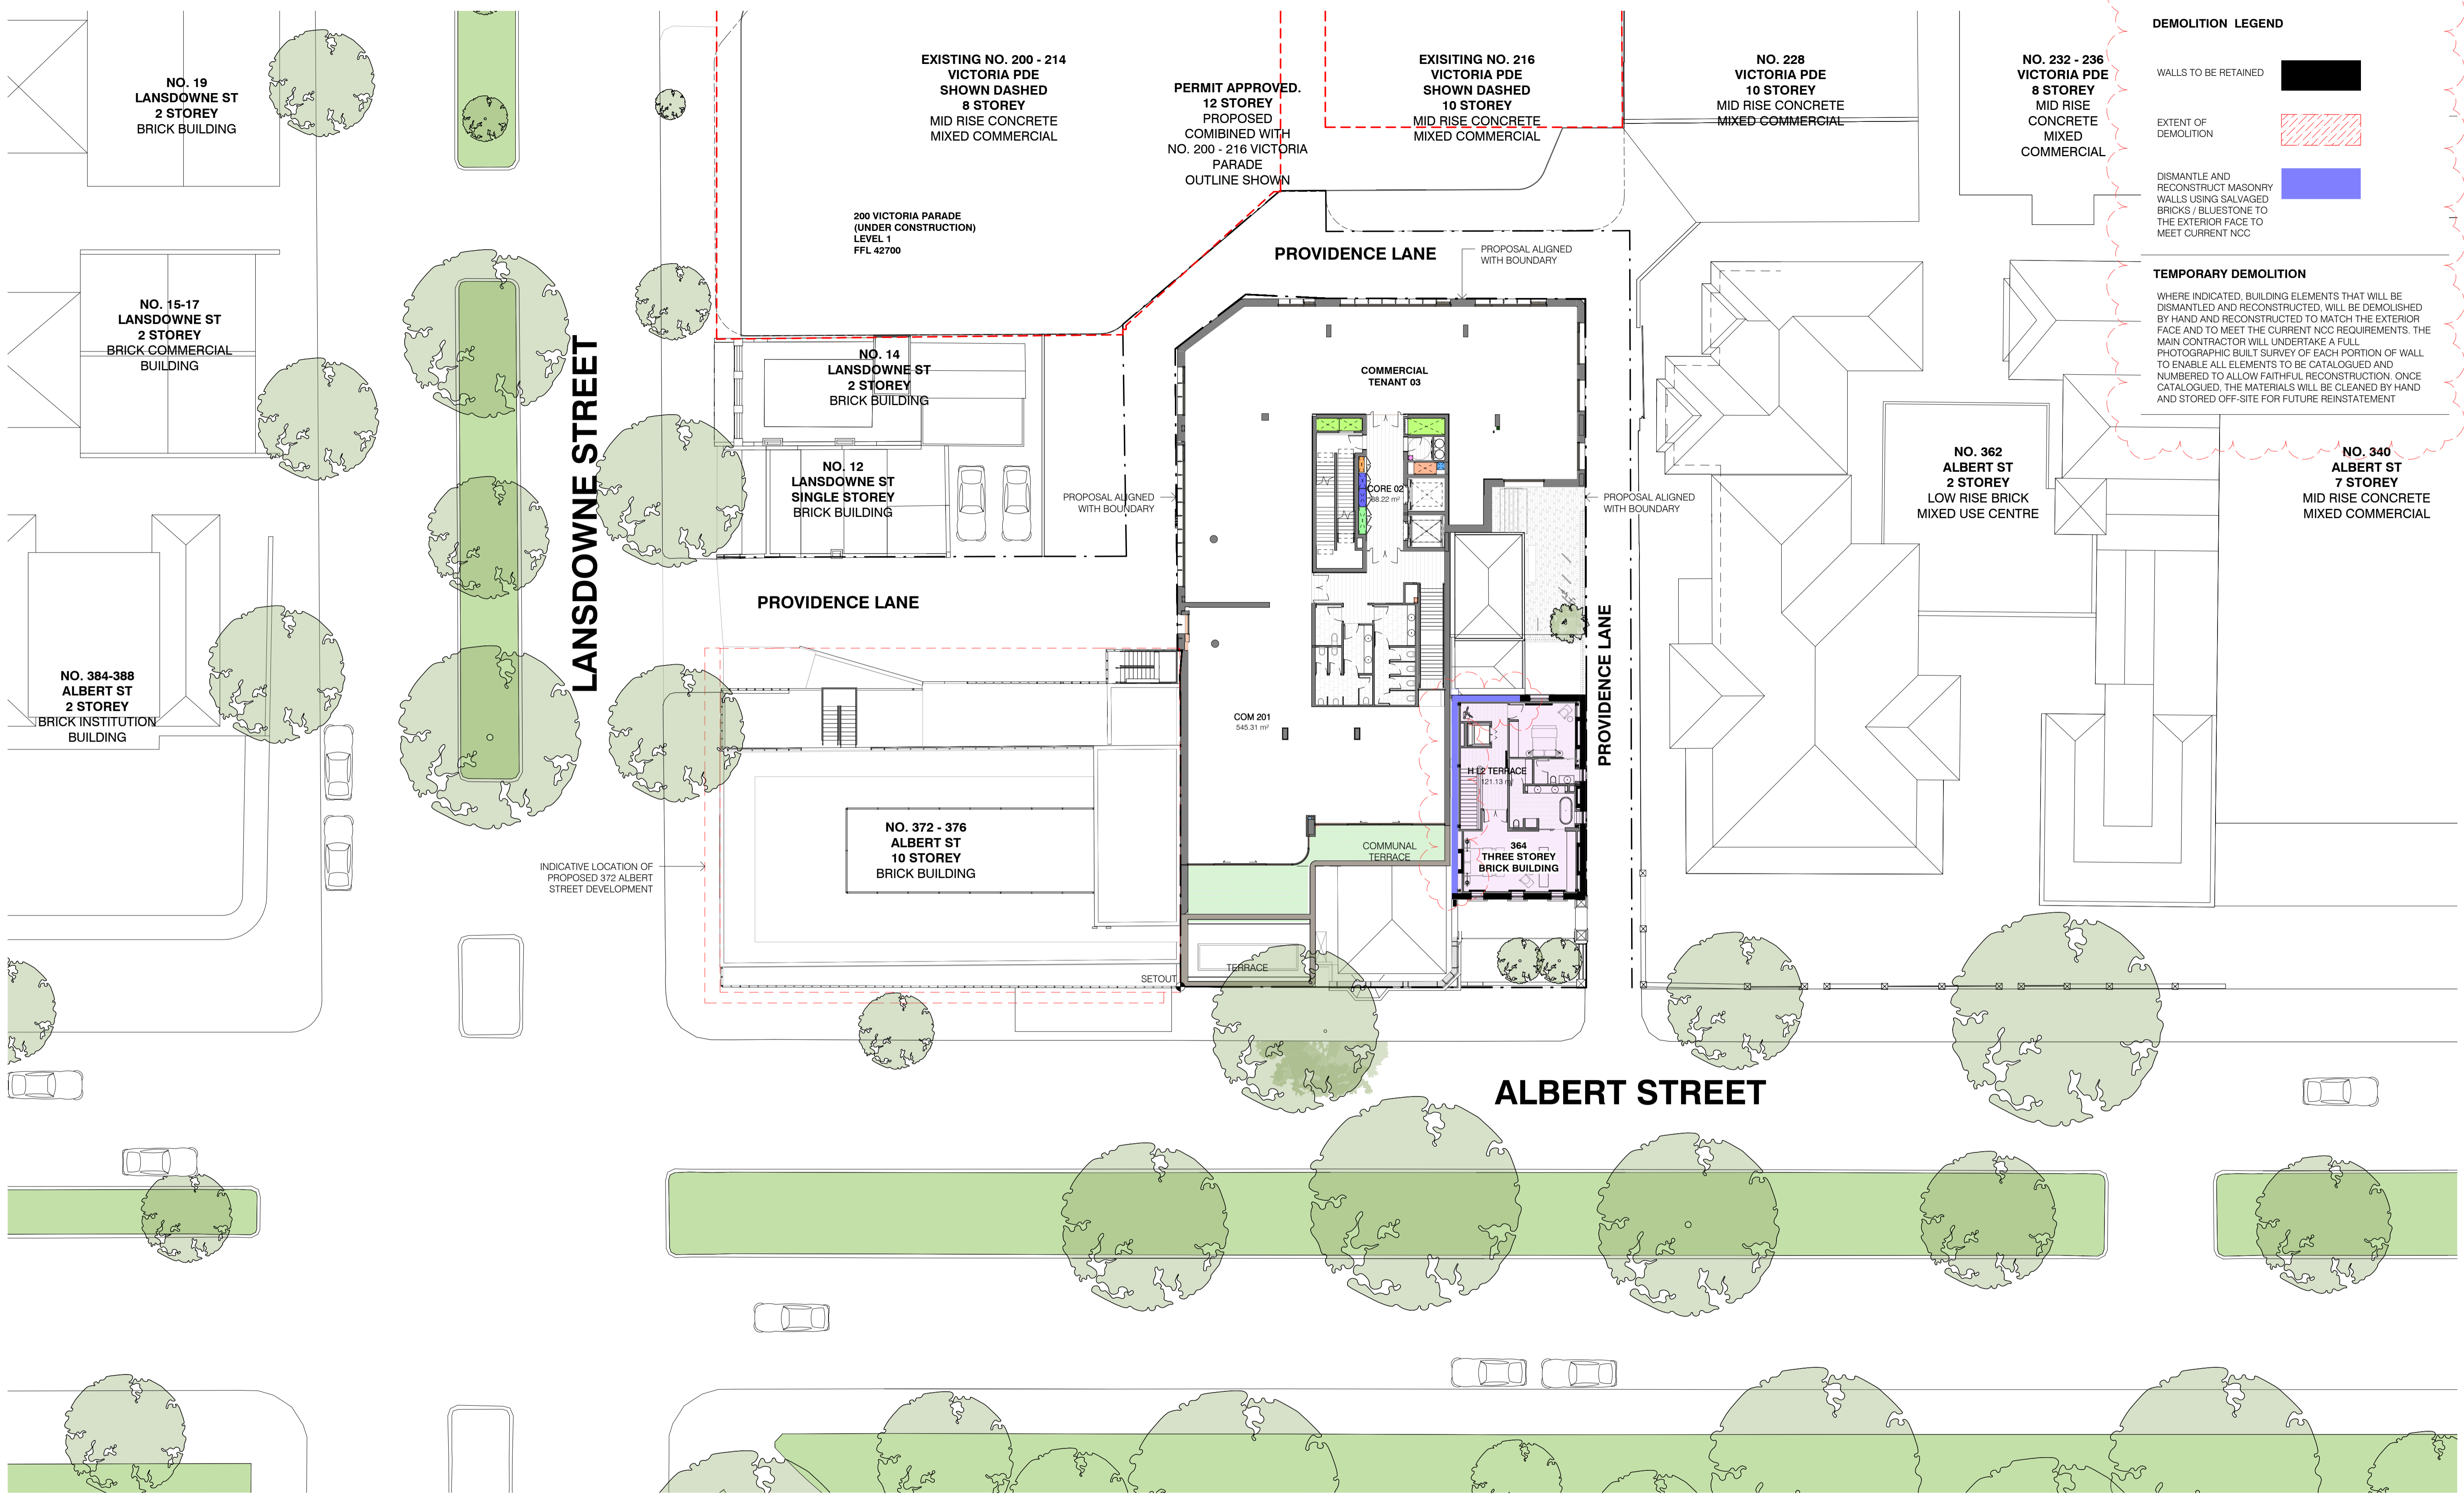 NO. 19
LANSDOWNE ST
2 STOREY
BRICK BUILDING
EXISTING NO. 200 - 214
VICTORIA PDE
SHOWN DASHED
8 STOREY
MID RISE CONCRETE
MIXED COMMERCIAL
PERMIT APPROVED.
12 STOREY
PROPOSED
COMIBINED WITH
NO. 200 - 216 VICTORIA
PARADE
OUTLINE SHOWN
EXISITING NO. 216
VICTORIA PDE
SHOWN DASHED
10 STOREY
MID RISE CONCRETE
MIXED COMMERCIAL
NO. 228
VICTORIA PDE
10 STOREY
MID RISE CONCRETE
MIXED COMMERCIAL
NO. 232 - 236
VICTORIA PDE
8 STOREY
MID RISE
CONCRETE
MIXED
COMMERCIAL
DEMOLITION LEGEND
WALLS TO BE RETAINED
EXTENT OF
DEMOLITION
DISMANTLE AND
RECONSTRUCT MASONRY
WALLS USING SALVAGED
BRICKS / BLUESTONE TO
THE EXTERIOR FACE TO
MEET CURRENT NCC
TEMPORARY DEMOLITION
WHERE INDICATED, BUILDING ELEMENTS THAT WILL BE
DISMANTLED AND RECONSTRUCTED, WILL BE DEMOLISHED
BY HAND AND RECONSTRUCTED TO MATCH THE EXTERIOR
FACE AND TO MEET THE CURRENT NCC REQUIREMENTS. THE
MAIN CONTRACTOR WILL UNDERTAKE A FULL
PHOTOGRAPHIC BUILT SURVEY OF EACH PORTION OF WALL
TO ENABLE ALL ELEMENTS TO BE CATALOGUED AND
NUMBERED TO ALLOW FAITHFUL RECONSTRUCTION. ONCE
CATALOGUED, THE MATERIALS WILL BE CLEANED BY HAND
AND STORED OFF-SITE FOR FUTURE REINSTATEMENT
200 VICTORIA PARADE
(UNDER CONSTRUCTION)
LEVEL 1
FFL 42700
PROVIDENCE LANE
PROPOSAL ALIGNED
WITH BOUNDARY
NO. 15-17
LANSDOWNE ST
2 STOREY
BRICK COMMERCIAL
BUILDING
LANSDOWNE STREET
NO. 14
LANSDOWNE ST
2 STOREY
BRICK BUILDING
COMMERCIAL
TENANT 03
NO. 12
LANSDOWNE ST
SINGLE STOREY
BRICK BUILDING
PROPOSAL ALIGNED
WITH BOUNDARY
CORE 02
88.22 m²
PROPOSAL ALIGNED
WITH BOUNDARY
NO. 362
ALBERT ST
2 STOREY
LOW RISE BRICK
MIXED USE CENTRE
NO. 340
ALBERT ST
7 STOREY
MID RISE CONCRETE
MIXED COMMERCIAL
PROVIDENCE LANE
PROVIDENCE LANE
NO. 384-388
ALBERT ST
2 STOREY
BRICK INSTITUTION
BUILDING
COM 201
545.31 m²
H L2 TERRACE
121.13 m²
NO. 372 - 376
ALBERT ST
10 STOREY
BRICK BUILDING
INDICATIVE LOCATION OF
PROPOSED 372 ALBERT
STREET DEVELOPMENT
COMMUNAL
TERRACE
364
THREE STOREY
BRICK BUILDING
TERRACE
SETOUT
ALBERT STREET